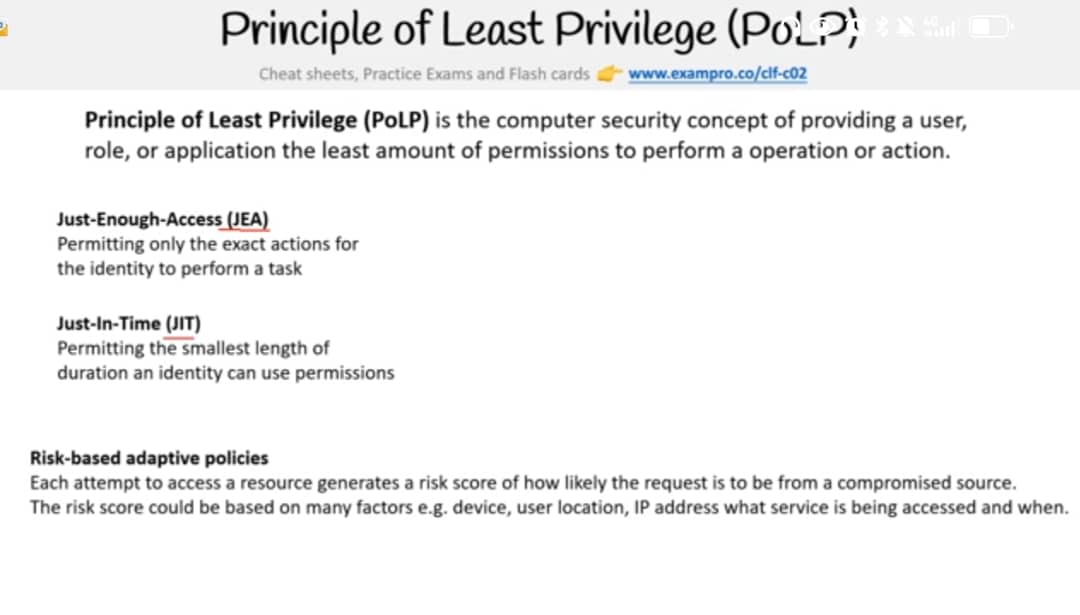 Principle of Least Privilege (PoLP)
Cheat sheets, Practice Exams and Flash cards 👉 www.exampro.co/clf-c02
Principle of Least Privilege (PoLP) is the computer security concept of providing a user,
role, or application the least amount of permissions to perform a operation or action.
Just-Enough-Access (JEA)
Permitting only the exact actions for
the identity to perform a task
Just-In-Time (JIT)
Permitting the smallest length of
duration an identity can use permissions
Risk-based adaptive policies
Each attempt to access a resource generates a risk score of how likely the request is to be from a compromised source.
The risk score could be based on many factors e.g. device, user location, IP address what service is being accessed and when.